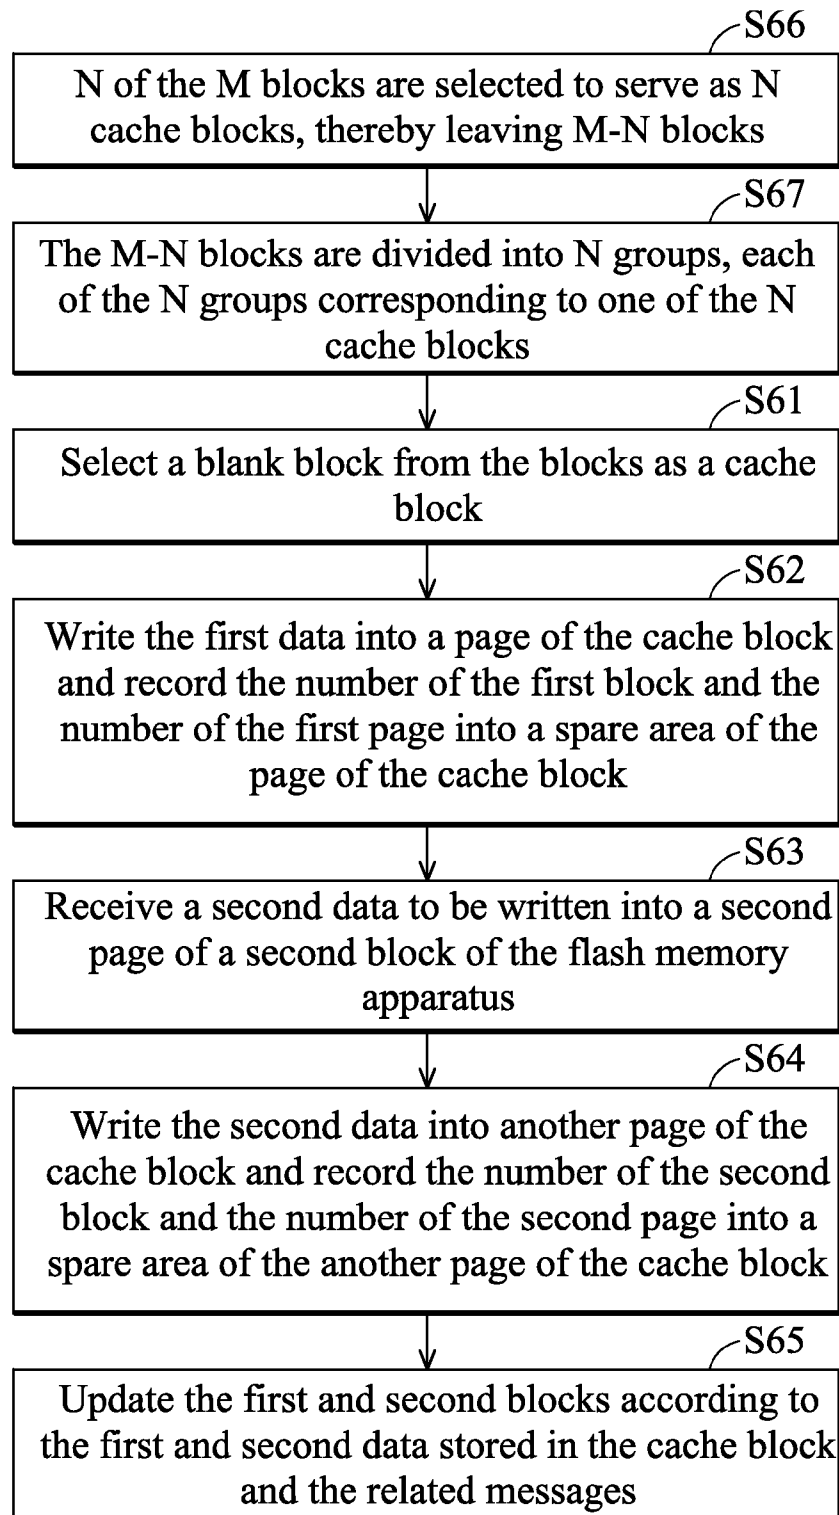 S66
N of the M blocks are selected to serve as N
cache blocks, thereby leaving M-N blocks
S67
The M-N blocks are divided into N groups, each
of the N groups corresponding to one of the N
cache blocks
S61
Select a blank block from the blocks as a cache
block
S62
Write the first data into a page of the cache block
and record the number of the first block and the
number of the first page into a spare area of the
page of the cache block
S63
Receive a second data to be written into a second
page of a second block of the flash memory
apparatus
S64
Write the second data into another page of the
cache block and record the number of the second
block and the number of the second page into a
spare area of the another page of the cache block
S65
Update the first and second blocks according to
the first and second data stored in the cache block
and the related messages